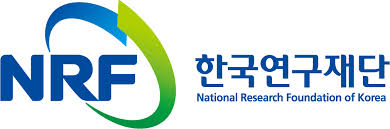 NRF
한국연구재단
National Research Foundation of Korea